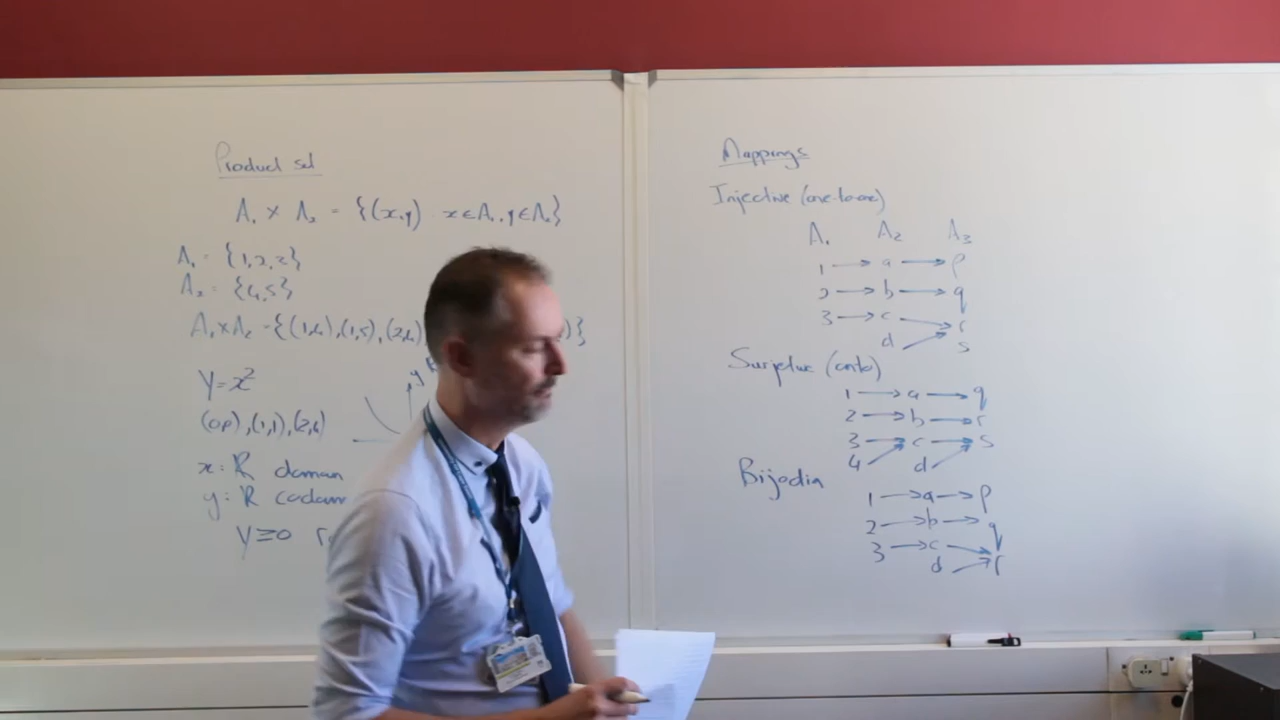 Product set
A₁ × A₂ = {(x,y) x∈A₁, y∈A₂}
A₁ = {1,2,3}
A₂ = {4,5}
A₁×A₂ = {(1,4),(1,5),(2,4) )}
y=x²
y
(0,0),(1,1),(2,4)
x: ℝ domain
y: ℝ codom
y≥0
Mappings
Injective (one-to-one)
A₁ A₂ A₃
1 → a → p
2 → b → q
3 → c → r
d → s
Surjective (onto)
1 → a → q
2 → b → r
3 → c → s
4 → d →
Bijectin
1 → a → p
2 → b → q
3 → c → r
d →